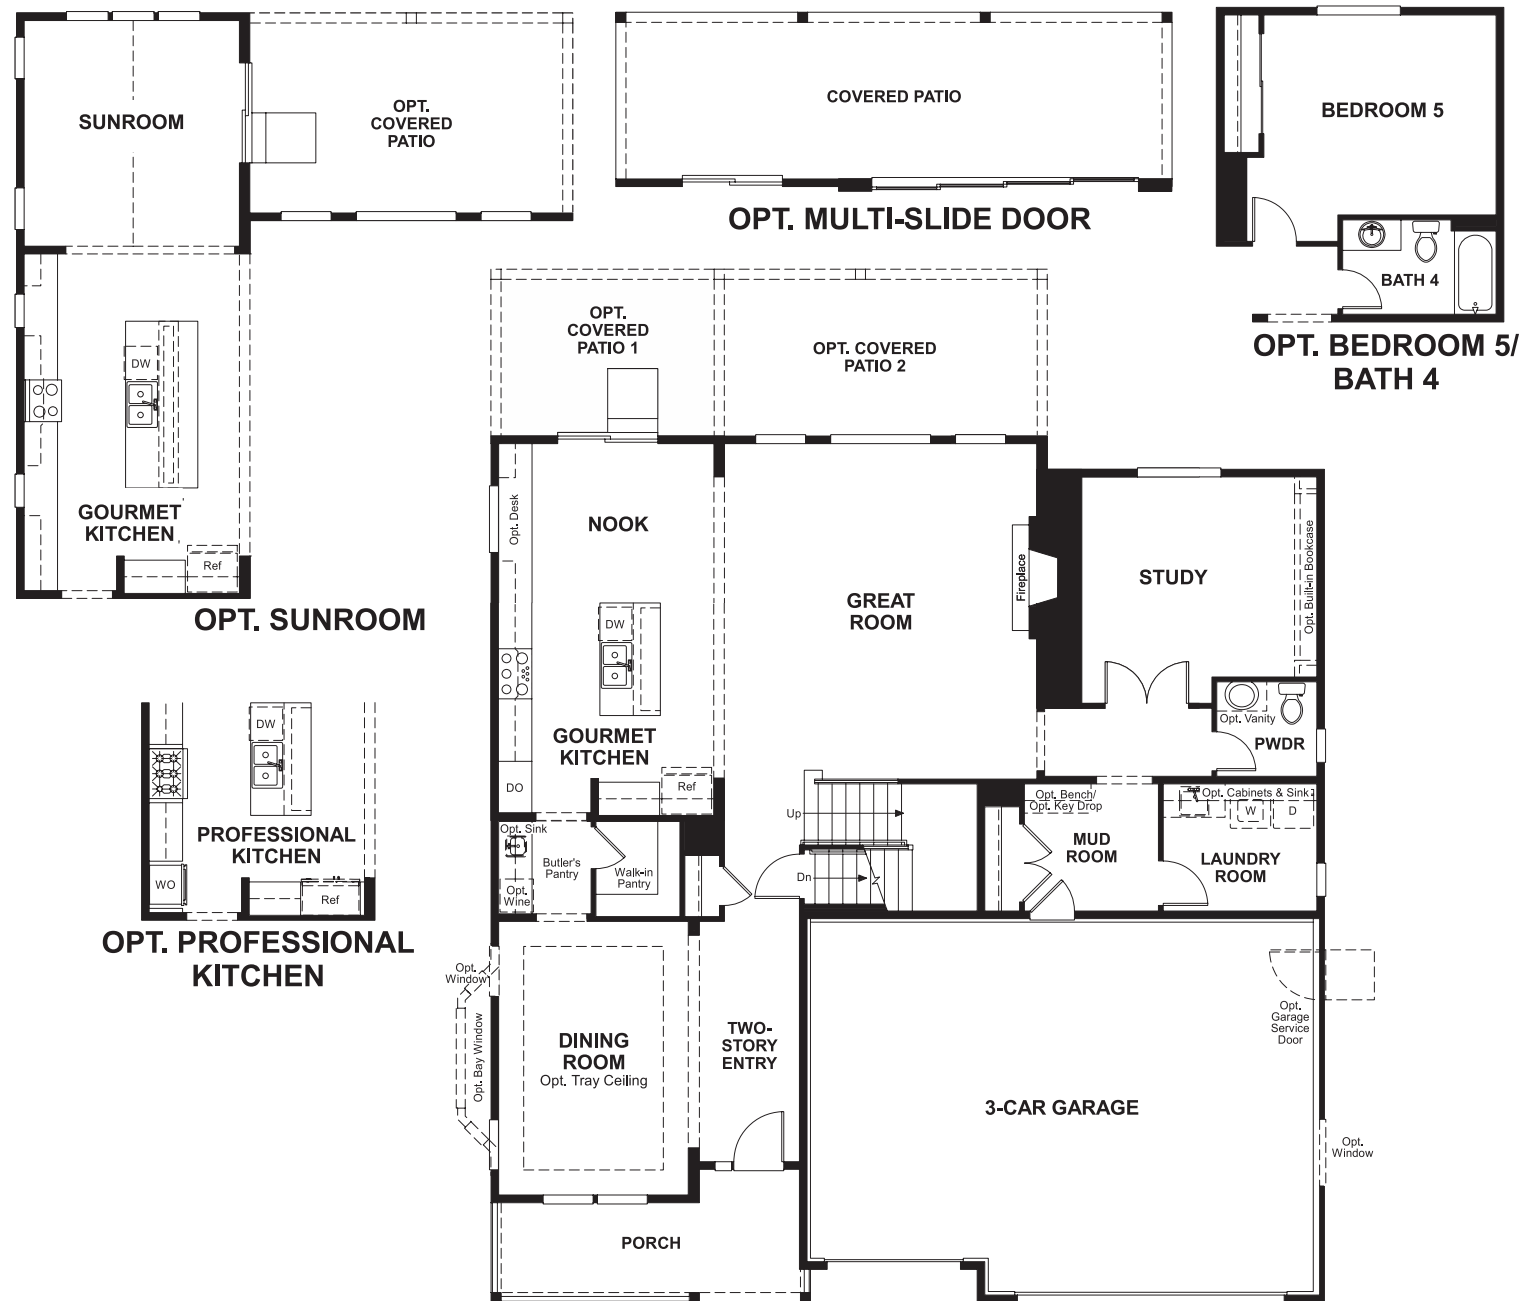 SUNROOM
OPT.
COVERED
PATIO
DW
GOURMET
KITCHEN
Ref
OPT. SUNROOM
COVERED PATIO
OPT. MULTI-SLIDE DOOR
BEDROOM 5
BATH 4
OPT. BEDROOM 5/
BATH 4
DW
PROFESSIONAL
KITCHEN
WO
Ref
OPT. PROFESSIONAL
KITCHEN
OPT.
COVERED
PATIO 1
OPT. COVERED
PATIO 2
Opt. Desk
NOOK
GREAT
ROOM
Fireplace
STUDY
Opt. Built-in Bookcase
DW
GOURMET
KITCHEN
DO
Ref
Opt. Vanity
PWDR
Up
Dn
Opt. Bench/
Opt. Key Drop
MUD
ROOM
Opt. Cabinets & Sink
W
D
LAUNDRY
ROOM
Opt. Sink
Butler's
Pantry
Opt.
Wine
Walk-in
Pantry
Opt.
Window
Opt. Bay Window
DINING
ROOM
Opt. Tray Ceiling
TWO-
STORY
ENTRY
3-CAR GARAGE
Opt.
Garage
Service
Door
Opt.
Window
PORCH